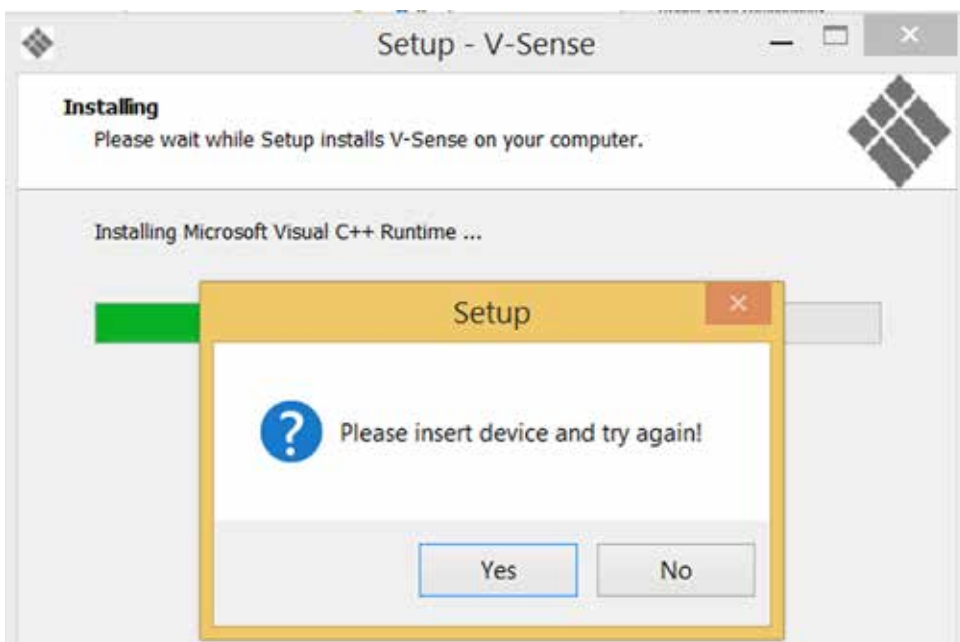 Setup - V-Sense
Installing
Please wait while Setup installs V-Sense on your computer.
Installing Microsoft Visual C++ Runtime ...
Setup
Please insert device and try again!
Yes
No